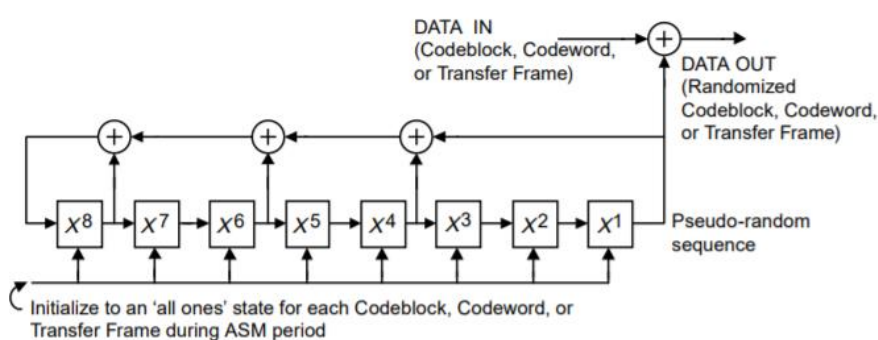 DATA IN
(Codeblock, Codeword,
or Transfer Frame)
DATA OUT
(Randomized
Codeblock, Codeword,
or Transfer Frame)
X8 X7 X6 X5 X4 X3 X2 X1
Pseudo-random
sequence
Initialize to an ‘all ones’ state for each Codeblock, Codeword, or
Transfer Frame during ASM period